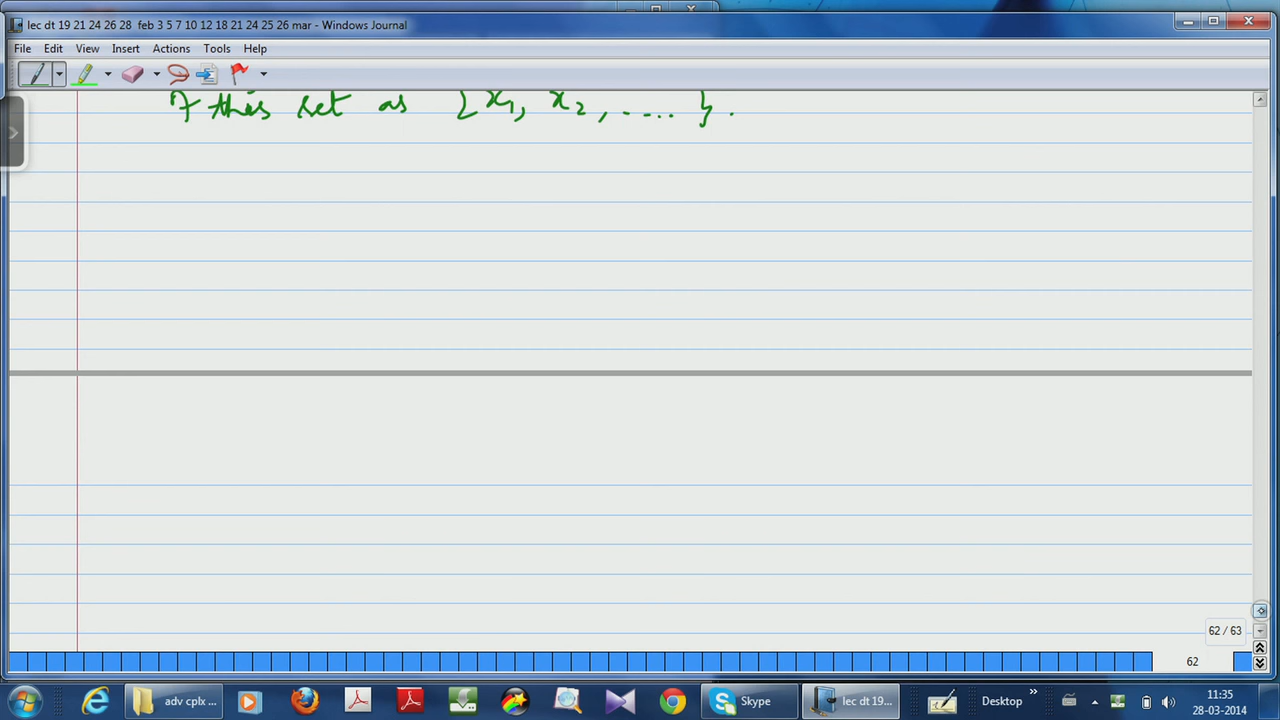 lec dt 19 21 24 26 28 feb 3 5 7 10 12 18 21 24 25 26 mar - Windows Journal
File Edit View Insert Actions Tools Help
this set as {x1, x2, ..... }.
62 / 63
62
adv cplx ...
Skype
lec dt 19...
Desktop
»
11:35
28-03-2014